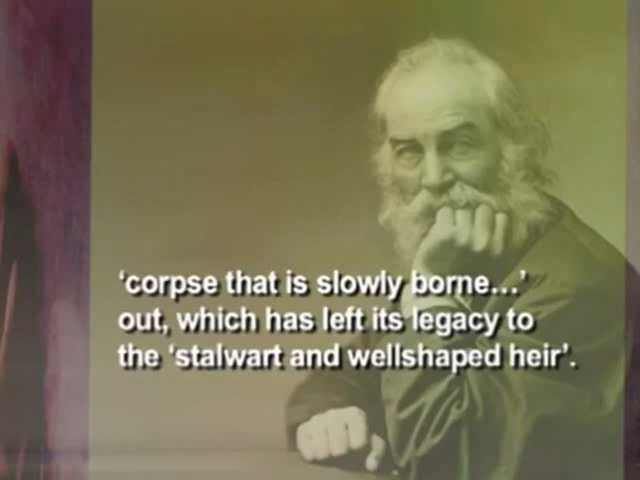 ‘corpse that is slowly borne…’
out, which has left its legacy to
the ‘stalwart and wellshaped heir’.